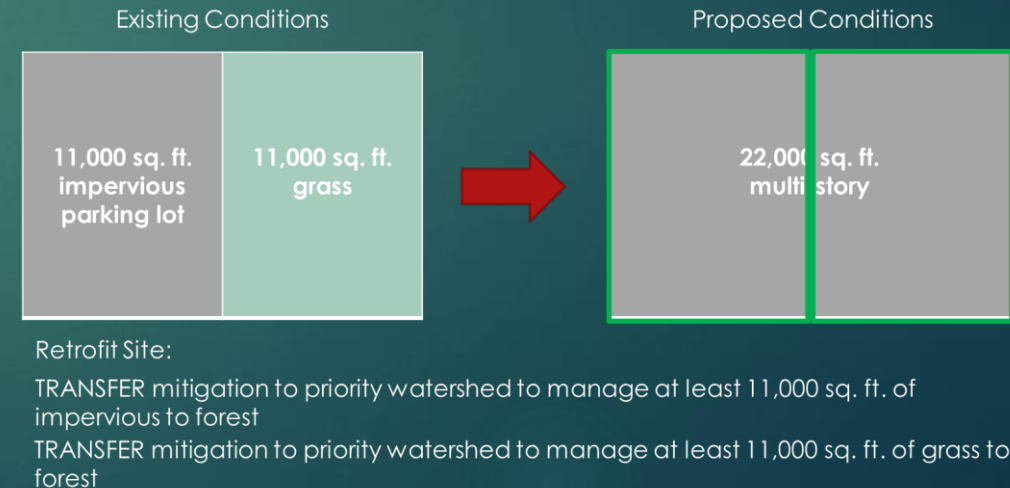 Existing Conditions
Proposed Conditions
11,000 sq. ft.
impervious
parking lot
11,000 sq. ft.
grass
22,000 sq. ft.
multi story
Retrofit Site:
TRANSFER mitigation to priority watershed to manage at least 11,000 sq. ft. of
impervious to forest
TRANSFER mitigation to priority watershed to manage at least 11,000 sq. ft. of grass to
forest